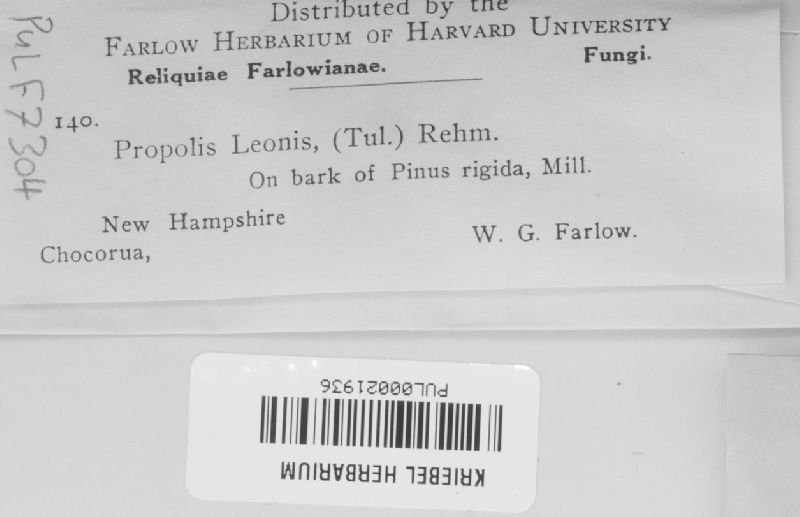 Distributed by the
FARLOW HERBARIUM OF HARVARD UNIVERSITY
Reliquiae Farlowianae. Fungi.
140.
Propolis Leonis, (Tul.) Rehm.
On bark of Pinus rigida, Mill.
New Hampshire
Chocorua, W. G. Farlow.
PUL F7304
PUL00021936
KRIEBEL HERBARIUM